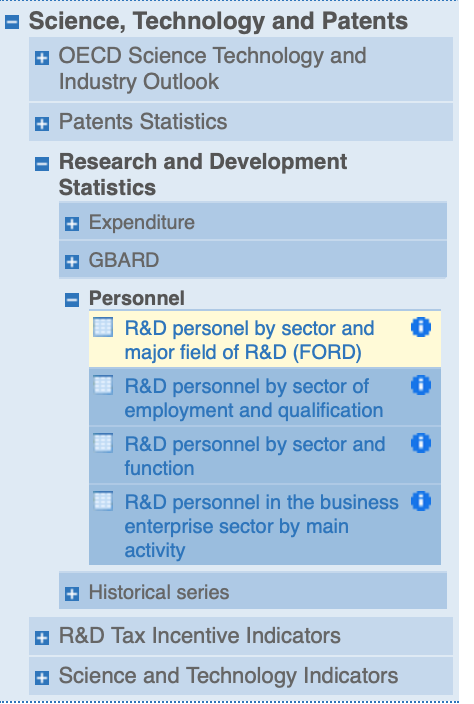 Science, Technology and Patents
OECD Science Technology and
Industry Outlook
Patents Statistics
Research and Development
Statistics
Expenditure
GBARD
Personnel
R&D personel by sector and
major field of R&D (FORD)
R&D personnel by sector of
employment and qualification
R&D personnel by sector and
function
R&D personnel in the business
enterprise sector by main
activity
Historical series
R&D Tax Incentive Indicators
Science and Technology Indicators